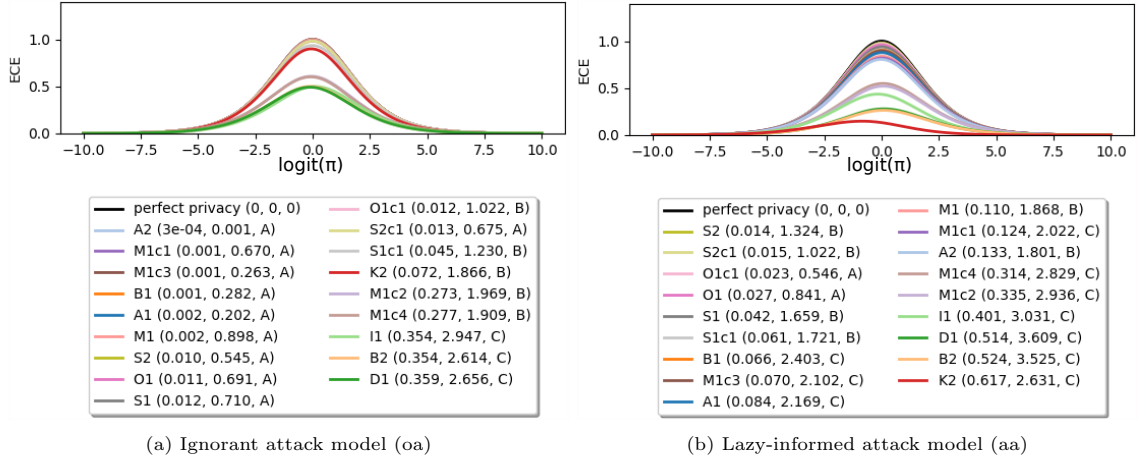 1.0
0.5
0.0
ECE
−10.0 −7.5 −5.0 −2.5 0.0 2.5 5.0 7.5 10.0
logit(π)
perfect privacy (0, 0, 0)
A2 (3e-04, 0.001, A)
M1c1 (0.001, 0.670, A)
M1c3 (0.001, 0.263, A)
B1 (0.001, 0.282, A)
A1 (0.002, 0.202, A)
M1 (0.002, 0.898, A)
S2 (0.010, 0.545, A)
O1 (0.011, 0.691, A)
S1 (0.012, 0.710, A)
O1c1 (0.012, 1.022, B)
S2c1 (0.013, 0.675, A)
S1c1 (0.045, 1.230, B)
K2 (0.072, 1.866, B)
M1c2 (0.273, 1.969, B)
M1c4 (0.277, 1.909, B)
I1 (0.354, 2.947, C)
B2 (0.354, 2.614, C)
D1 (0.359, 2.656, C)
(a) Ignorant attack model (oa)
1.0
0.5
0.0
ECE
−10.0 −7.5 −5.0 −2.5 0.0 2.5 5.0 7.5 10.0
logit(π)
perfect privacy (0, 0, 0)
S2 (0.014, 1.324, B)
S2c1 (0.015, 1.022, B)
O1c1 (0.023, 0.546, A)
O1 (0.027, 0.841, A)
S1 (0.042, 1.659, B)
S1c1 (0.061, 1.721, B)
B1 (0.066, 2.403, C)
M1c3 (0.070, 2.102, C)
A1 (0.084, 2.169, C)
M1 (0.110, 1.868, B)
M1c1 (0.124, 2.022, C)
A2 (0.133, 1.801, B)
M1c4 (0.314, 2.829, C)
M1c2 (0.335, 2.936, C)
I1 (0.401, 3.031, C)
D1 (0.514, 3.609, C)
B2 (0.524, 3.525, C)
K2 (0.617, 2.631, C)
(b) Lazy-informed attack model (aa)